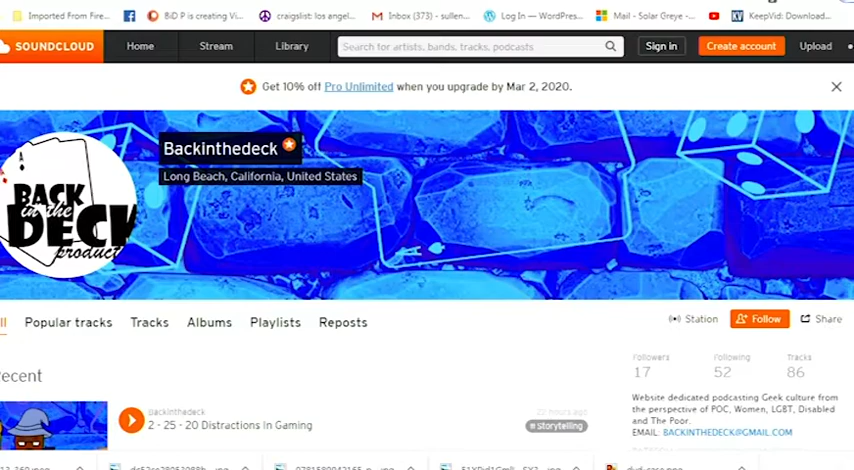 Imported From Fire...
BiD P is creating Vi...
craigslist: los angel...
Inbox (373) - sullen...
Log In — WordPres...
Mail - Solar Greye -...
KeepVid: Download...
SOUNDCLOUD
Home
Stream
Library
Search for artists, bands, tracks, podcasts
Sign in
Create account
Upload
Get 10% off Pro Unlimited when you upgrade by Mar 2, 2020.
Backinthedeck
Long Beach, California, United States
BACK
in the
DECK
product
Popular tracks
Tracks
Albums
Playlists
Reposts
Station
Follow
Share
Recent
Followers
17
Following
52
Tracks
86
Website dedicated podcasting Geek culture from
the perspective of POC, Women, LGBT, Disabled
and The Poor.
EMAIL: BACKINTHEDECK@GMAIL.COM
Backinthedeck
22 hours ago
2 - 25 - 20 Distractions In Gaming
# Storytelling